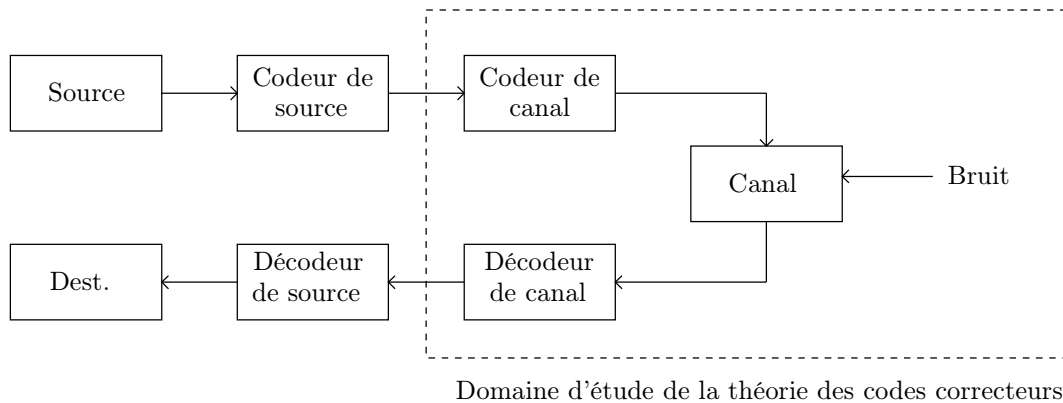 Source
Codeur de
source
Codeur de
canal
Canal
Bruit
Dest.
Décodeur
de source
Décodeur
de canal
Domaine d'étude de la théorie des codes correcteurs